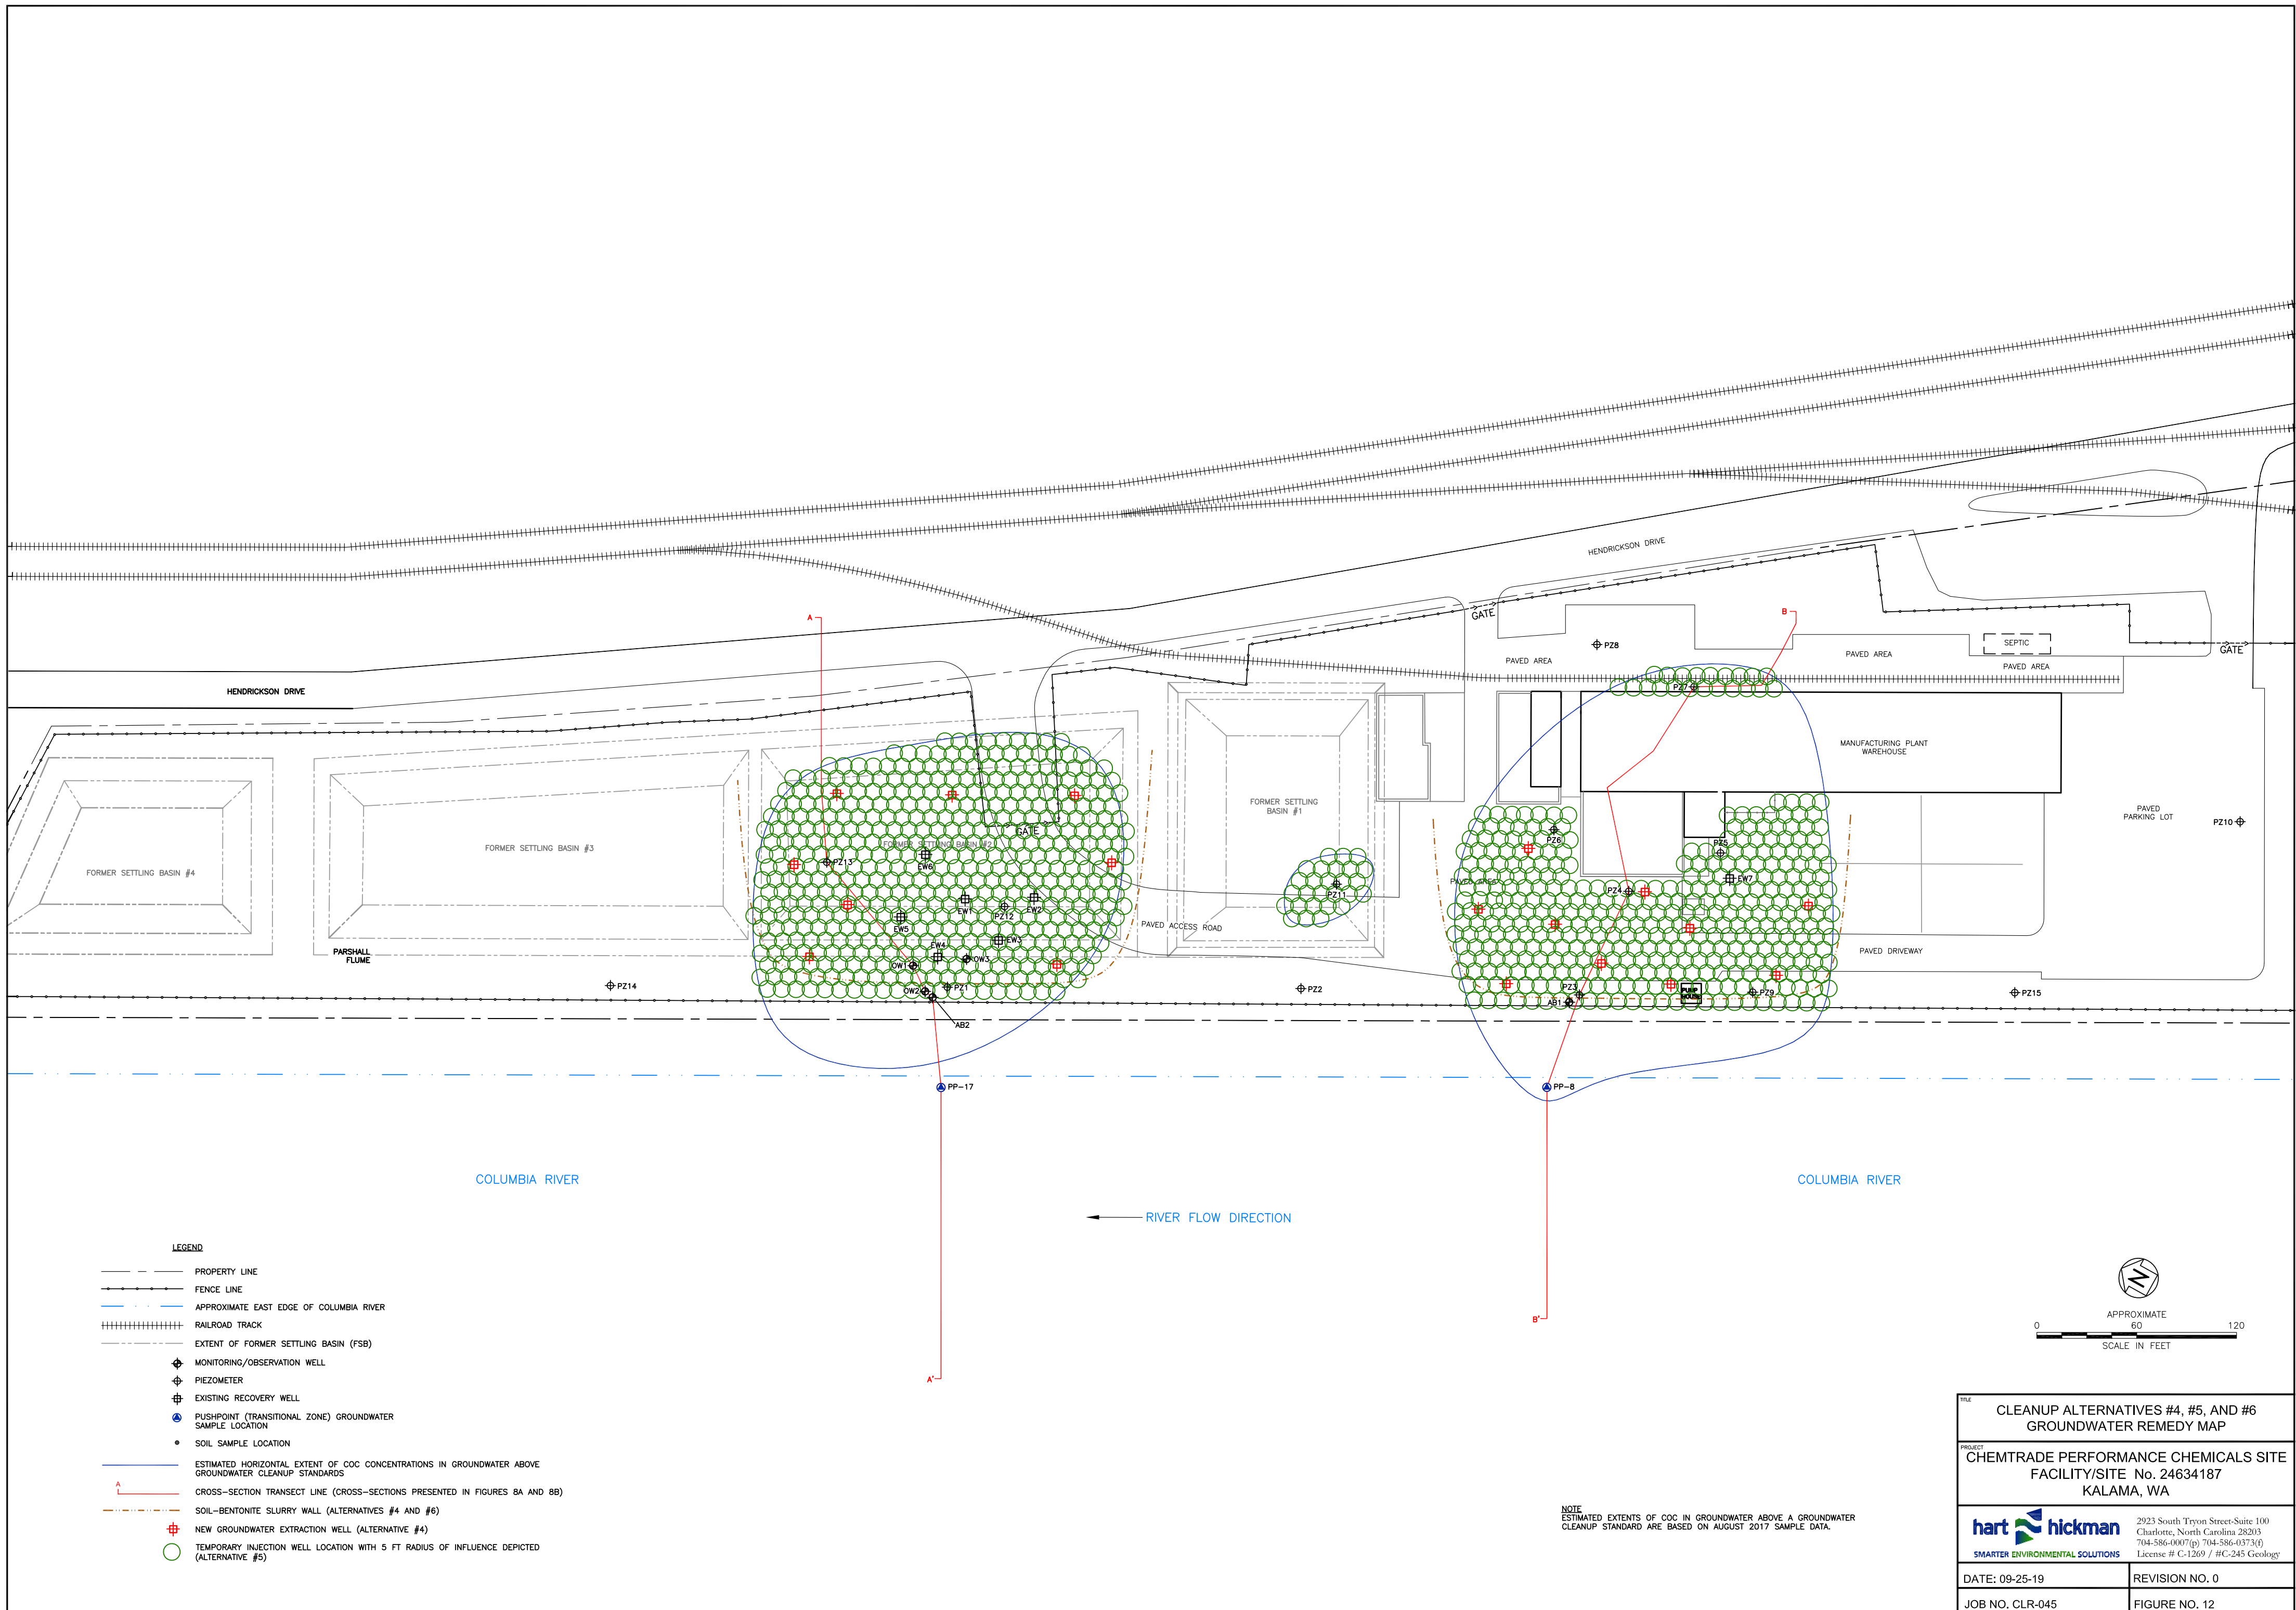 HENDRICKSON DRIVE
GATE
A
B
PZ8
SEPTIC
GATE
PAVED AREA
PAVED AREA
PAVED AREA
HENDRICKSON DRIVE
PZ7
MANUFACTURING PLANT
WAREHOUSE
FORMER SETTLING
BASIN #1
PAVED
PARKING LOT
PZ10
GATE
PZ6
FORMER SETTLING BASIN #2
FORMER SETTLING BASIN #3
PZ5
PZ13
EW6
FORMER SETTLING BASIN #4
EW7
PAVED AREA
PZ11
PZ4
EW1
PZ12
EW2
EW5
PAVED ACCESS ROAD
EW4
EW3
PARSHALL
FLUME
PAVED DRIVEWAY
OW1
OW3
PZ14
PZ1
OW2
PZ2
PZ3
PUMP
HOUSE
PZ9
PZ15
AB1
AB2
PP-17
PP-8
COLUMBIA RIVER
COLUMBIA RIVER
RIVER FLOW DIRECTION
B'
A'
LEGEND
PROPERTY LINE
FENCE LINE
APPROXIMATE EAST EDGE OF COLUMBIA RIVER
RAILROAD TRACK
EXTENT OF FORMER SETTLING BASIN (FSB)
MONITORING/OBSERVATION WELL
PIEZOMETER
EXISTING RECOVERY WELL
PUSHPOINT (TRANSITIONAL ZONE) GROUNDWATER
SAMPLE LOCATION
SOIL SAMPLE LOCATION
ESTIMATED HORIZONTAL EXTENT OF COC CONCENTRATIONS IN GROUNDWATER ABOVE
GROUNDWATER CLEANUP STANDARDS
A
CROSS-SECTION TRANSECT LINE (CROSS-SECTIONS PRESENTED IN FIGURES 8A AND 8B)
SOIL-BENTONITE SLURRY WALL (ALTERNATIVES #4 AND #6)
NEW GROUNDWATER EXTRACTION WELL (ALTERNATIVE #4)
TEMPORARY INJECTION WELL LOCATION WITH 5 FT RADIUS OF INFLUENCE DEPICTED
(ALTERNATIVE #5)
NOTE
ESTIMATED EXTENTS OF COC IN GROUNDWATER ABOVE A GROUNDWATER
CLEANUP STANDARD ARE BASED ON AUGUST 2017 SAMPLE DATA.
N
APPROXIMATE
0 60 120
SCALE IN FEET
TITLE
CLEANUP ALTERNATIVES #4, #5, AND #6
GROUNDWATER REMEDY MAP
PROJECT
CHEMTRADE PERFORMANCE CHEMICALS SITE
FACILITY/SITE No. 24634187
KALAMA, WA
hart hickman
SMARTER ENVIRONMENTAL SOLUTIONS
2923 South Tryon Street-Suite 100
Charlotte, North Carolina 28203
704-586-0007(p) 704-586-0373(f)
License # C-1269 / #C-245 Geology
DATE: 09-25-19
REVISION NO. 0
JOB NO. CLR-045
FIGURE NO. 12